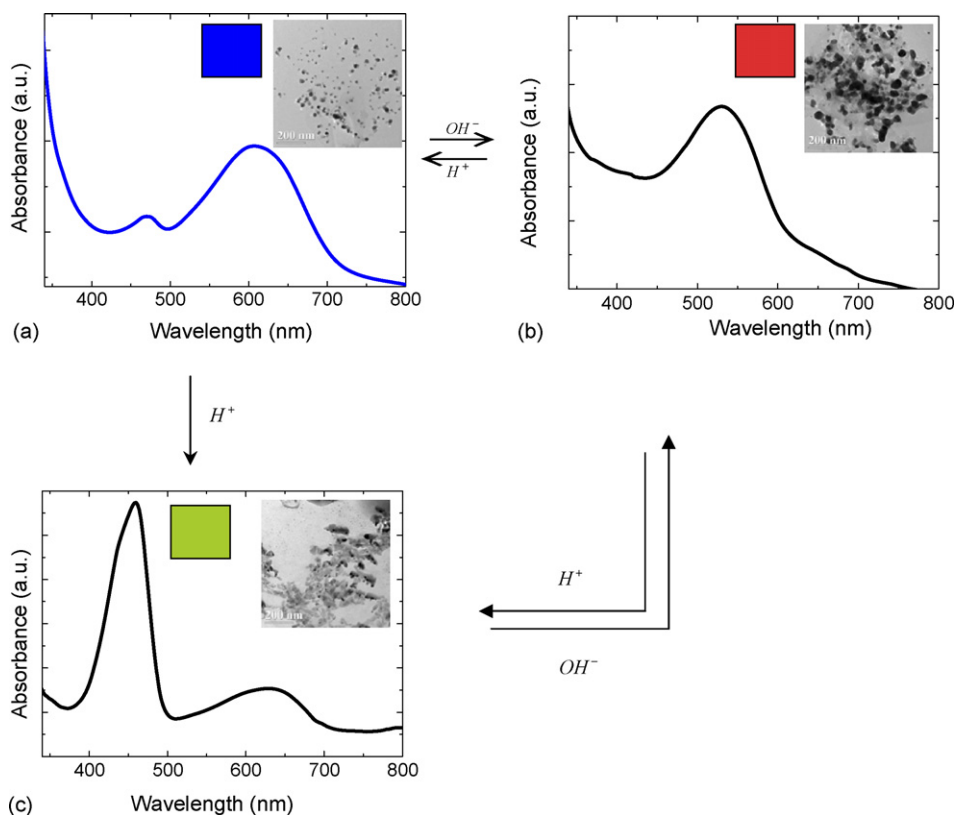 Absorbance (a.u.)
200 nm
400 500 600 700 800
Wavelength (nm)
(a)
OH⁻
H⁺
Absorbance (a.u.)
200 nm
400 500 600 700 800
Wavelength (nm)
(b)
H⁺
Absorbance (a.u.)
200 nm
400 500 600 700 800
Wavelength (nm)
(c)
H⁺
OH⁻